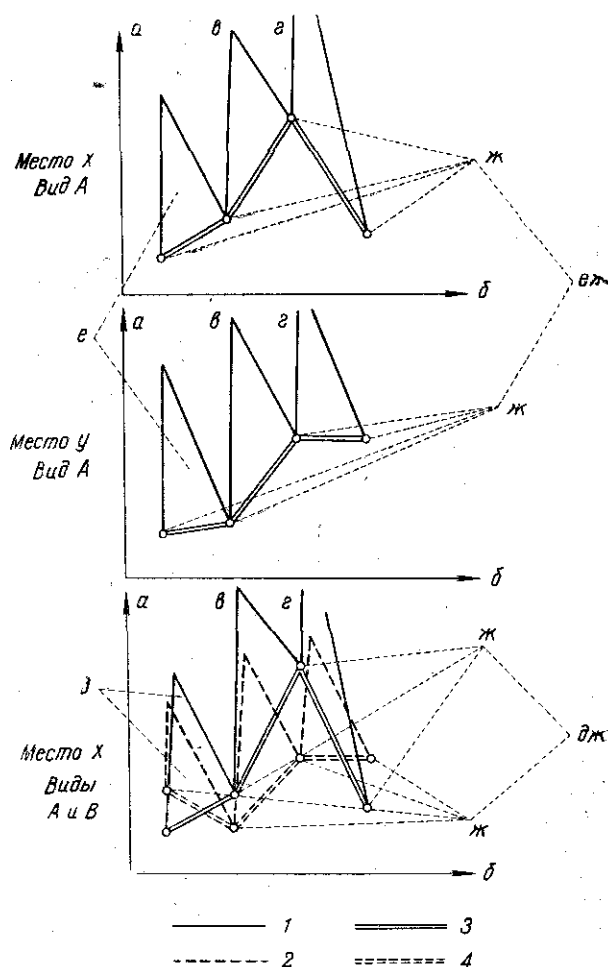 а в г
Место X
Вид А
ж
б
еж
а в г
е
ж
Место У
Вид А
б
а в г
ж
д
дж
Место X
Виды
А и В
ж
б
1 3
2 4